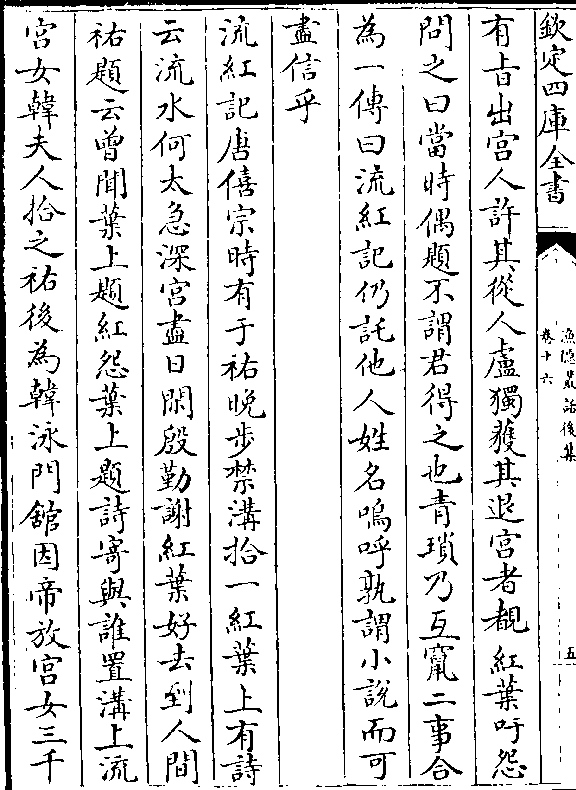 欽定四庫全書
漁隱叢話後集
卷十六
五
有旨出宮人許其從人盧獨獲其退宮者覩紅葉吁怨
問之曰當時偶題不謂君得之也青瑣乃互竄二事合
為一傳曰流紅記仍託他人姓名嗚呼孰謂小說而可
盡信乎
流紅記唐僖宗時有于祐晚步禁溝拾一紅葉上有詩
云流水何太急深宮盡日閑殷勤謝紅葉好去到人間
祐題云曾聞葉上題紅怨葉上題詩寄與誰置溝上流
宮女韓夫人拾之祐後為韓泳門館因帝放宮女三千